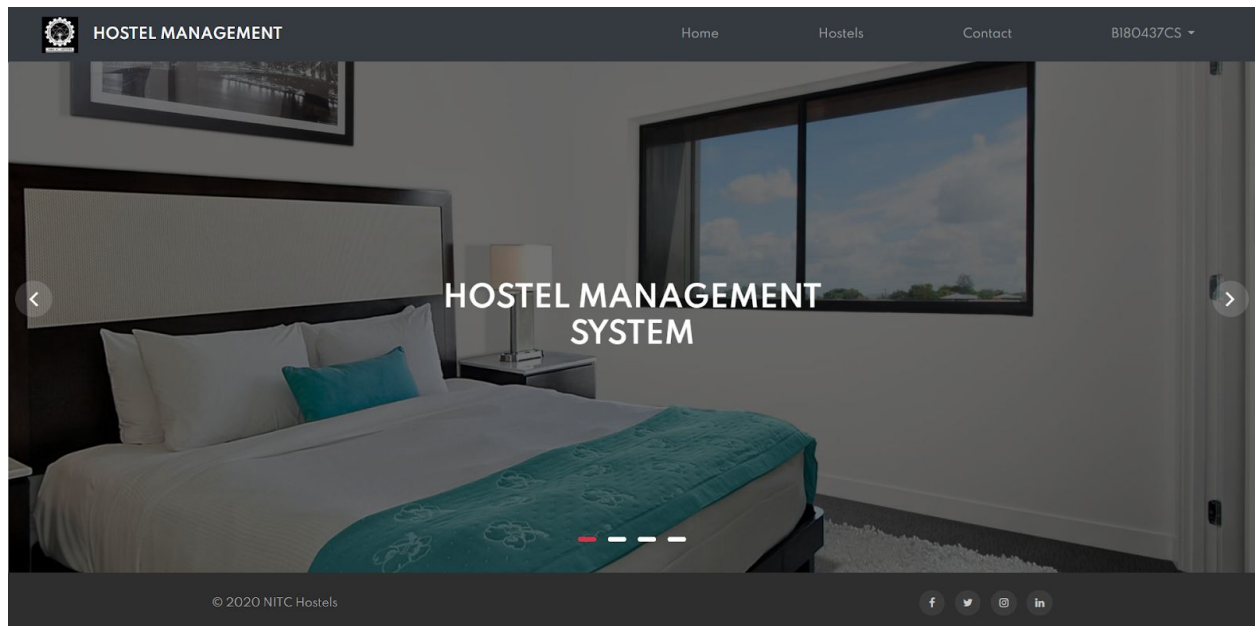 HOSTEL MANAGEMENT
Home
Hostels
Contact
B180437CS
HOSTEL MANAGEMENT
SYSTEM
© 2020 NITC Hostels